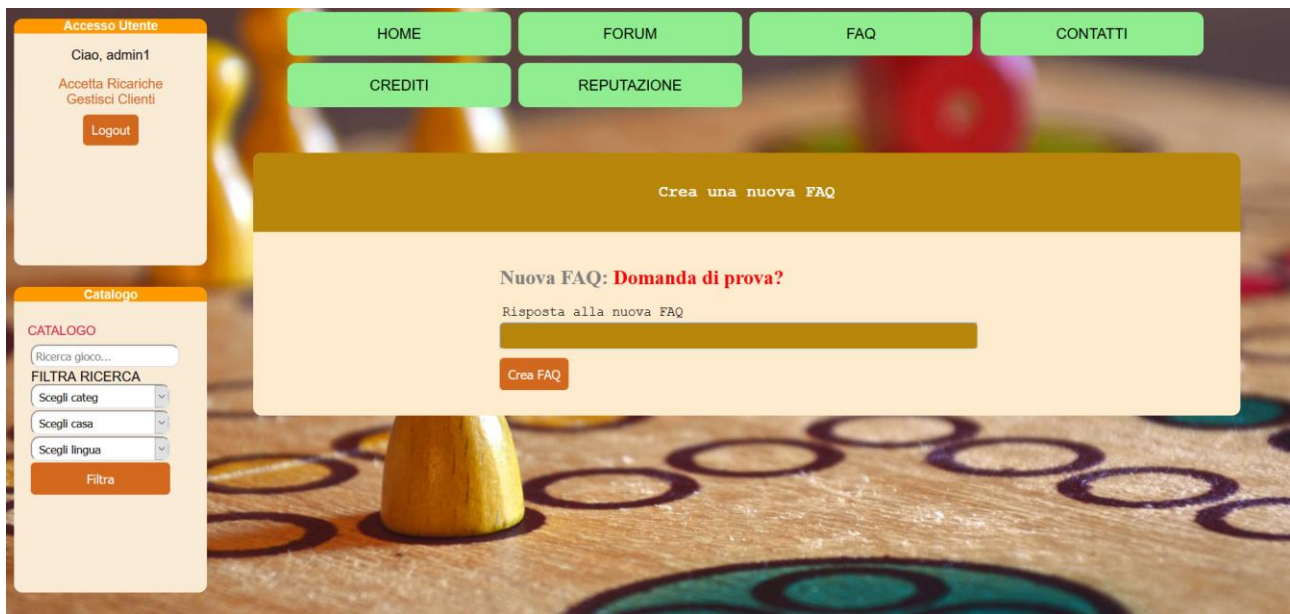 Accesso Utente
Ciao, admin1
Accetta Ricariche
Gestisci Clienti
Logout
HOME
FORUM
FAQ
CONTATTI
CREDITI
REPUTAZIONE
Crea una nuova FAQ
Nuova FAQ: Domanda di prova?
Risposta alla nuova FAQ
Crea FAQ
Catalogo
CATALOGO
Ricerca gioco...
FILTRA RICERCA
Scegli categ
Scegli casa
Scegli lingua
Filtra